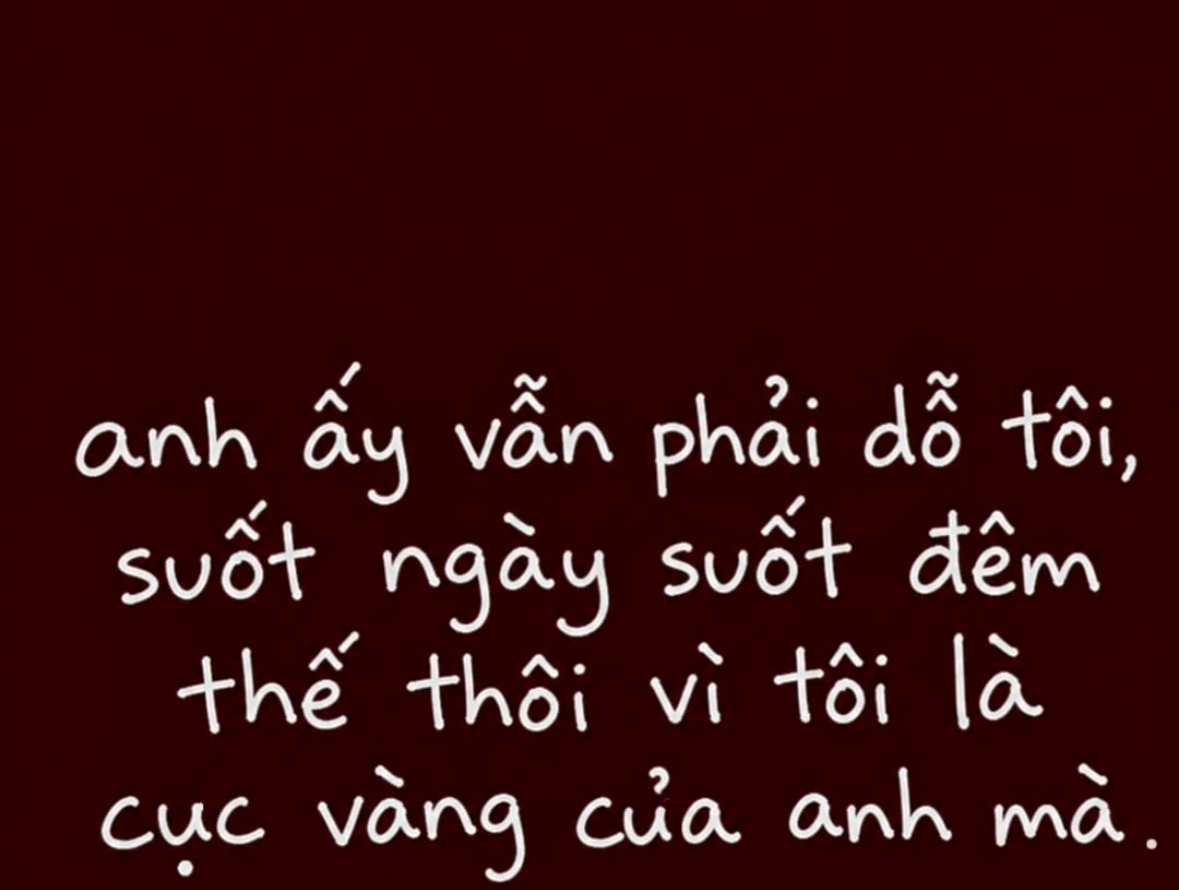 anh ấy vẫn phải dỗ tôi,
suốt ngày suốt đêm
thế thôi vì tôi là
cục vàng của anh mà.